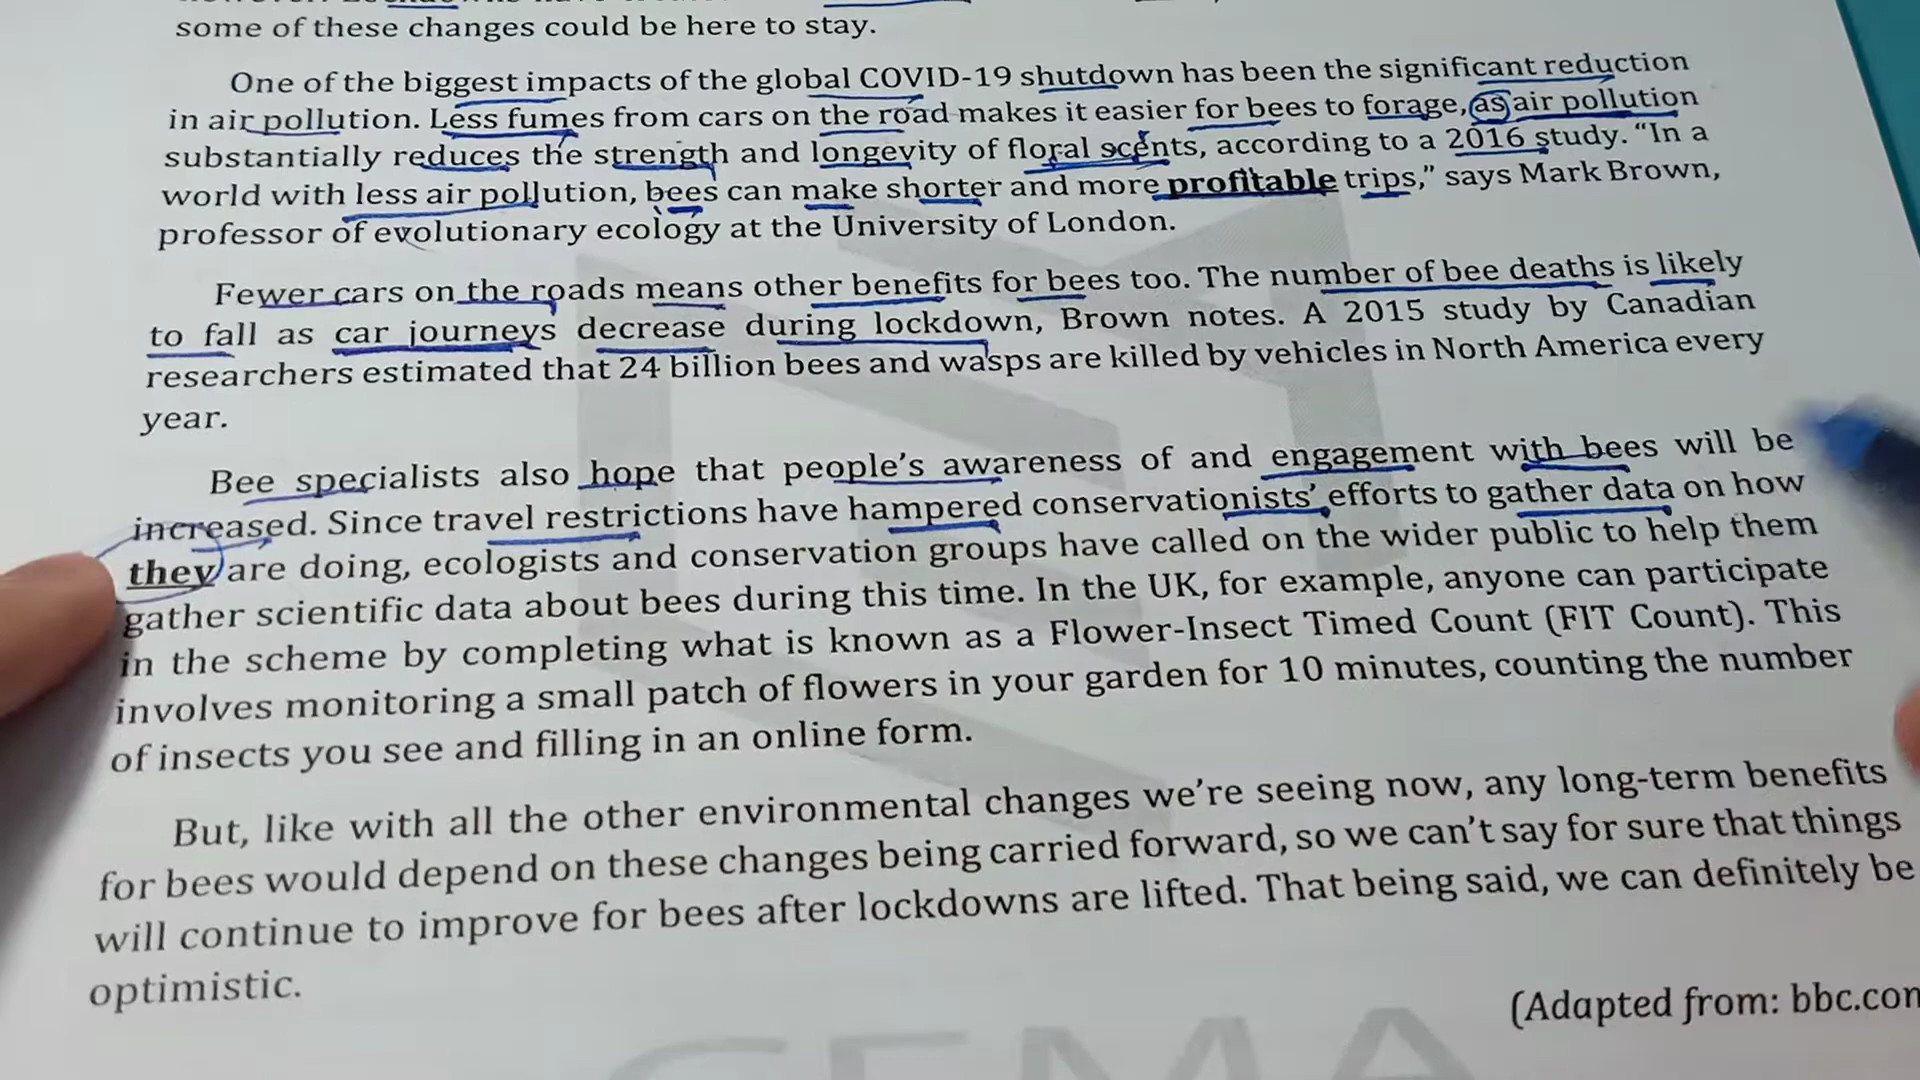 some of these changes could be here to stay.
One of the biggest impacts of the global COVID-19 shutdown has been the significant reduction
in air pollution. Less fumes from cars on the road makes it easier for bees to forage, as air pollution
substantially reduces the strength and longevity of floral scents, according to a 2016 study. “In a
world with less air pollution, bees can make shorter and more profitable trips,” says Mark Brown,
professor of evolutionary ecology at the University of London.
Fewer cars on the roads means other benefits for bees too. The number of bee deaths is likely
to fall as car journeys decrease during lockdown, Brown notes. A 2015 study by Canadian
researchers estimated that 24 billion bees and wasps are killed by vehicles in North America every
year.
Bee specialists also hope that people’s awareness of and engagement with bees will be
increased. Since travel restrictions have hampered conservationists’ efforts to gather data on how
they are doing, ecologists and conservation groups have called on the wider public to help them
gather scientific data about bees during this time. In the UK, for example, anyone can participate
in the scheme by completing what is known as a Flower-Insect Timed Count (FIT Count). This
involves monitoring a small patch of flowers in your garden for 10 minutes, counting the number
of insects you see and filling in an online form.
But, like with all the other environmental changes we’re seeing now, any long-term benefits
for bees would depend on these changes being carried forward, so we can’t say for sure that things
will continue to improve for bees after lockdowns are lifted. That being said, we can definitely be
optimistic.
(Adapted from: bbc.com